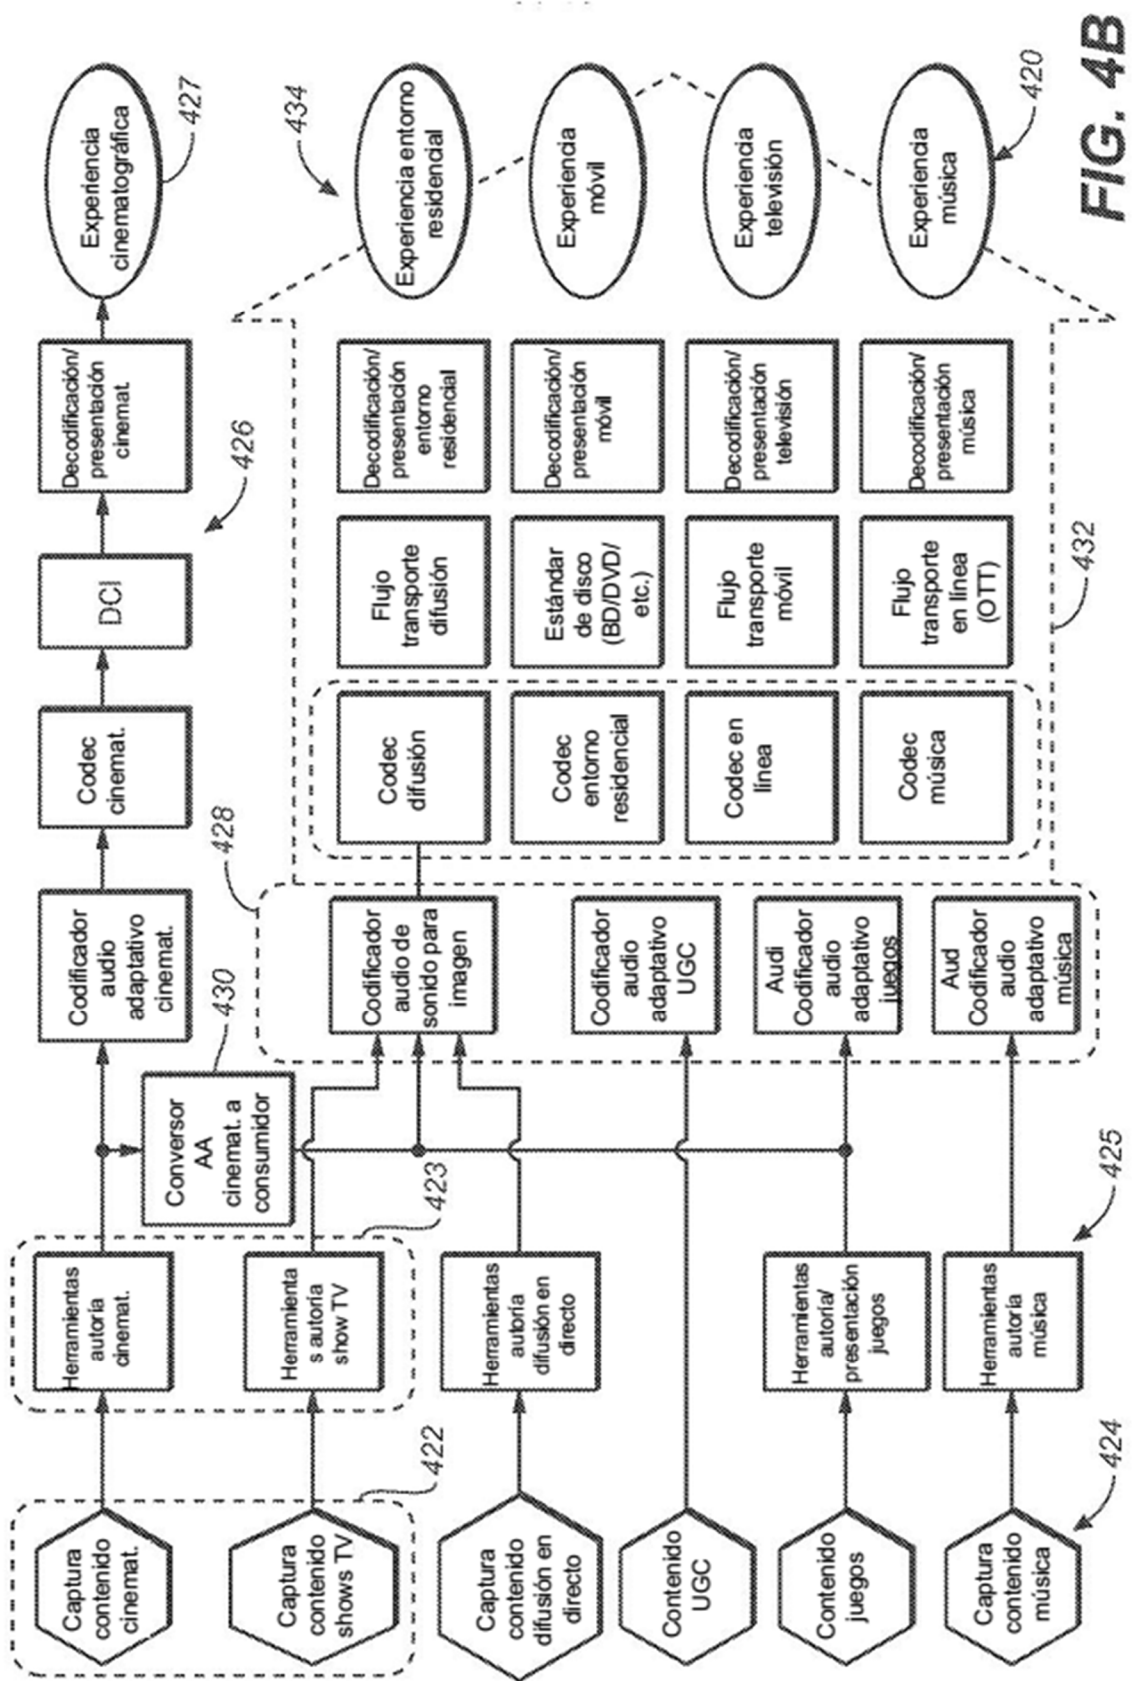 Captura
contenido
cinemat.
Herramientas
autoría
cinemat.
Codificador
audio
adaptativo
cinemat.
Codec
cinemat.
DCI
Decodificación/
presentación
cinemat.
Experiencia
cinematográfica
427
426
Conversor
AA
cinemat. a
consumidor
430
428
434
Captura
contenido
shows TV
422
Herramienta
s autoría
show TV
423
Codificador
audio de
sonido para
imagen
Codec
difusión
Flujo
transporte
difusión
Decodificación/
presentación
entorno
residencial
Experiencia entorno
residencial
Captura
contenido
difusión en
directo
Herramientas
autoría
difusión en
directo
Codec
entorno
residencial
Estándar
de disco
(BD/DVD/
etc.)
Decodificación/
presentación
móvil
Experiencia
móvil
Contenido
UGC
Codificador
audio
adaptativo
UGC
Codec en
línea
Flujo
transporte
móvil
Decodificación/
presentación
televisión
Experiencia
televisión
Contenido
juegos
Herramientas
autoría/
presentación
juegos
Audi
Codificador
audio
adaptativo
juegos
Codec
música
Flujo
transporte
en línea
(OTT)
Decodificación/
presentación
música
Experiencia
música
Captura
contenido
música
424
Herramientas
autoría
música
425
Aud
Codificador
audio
adaptativo
música
432
420
FIG. 4B